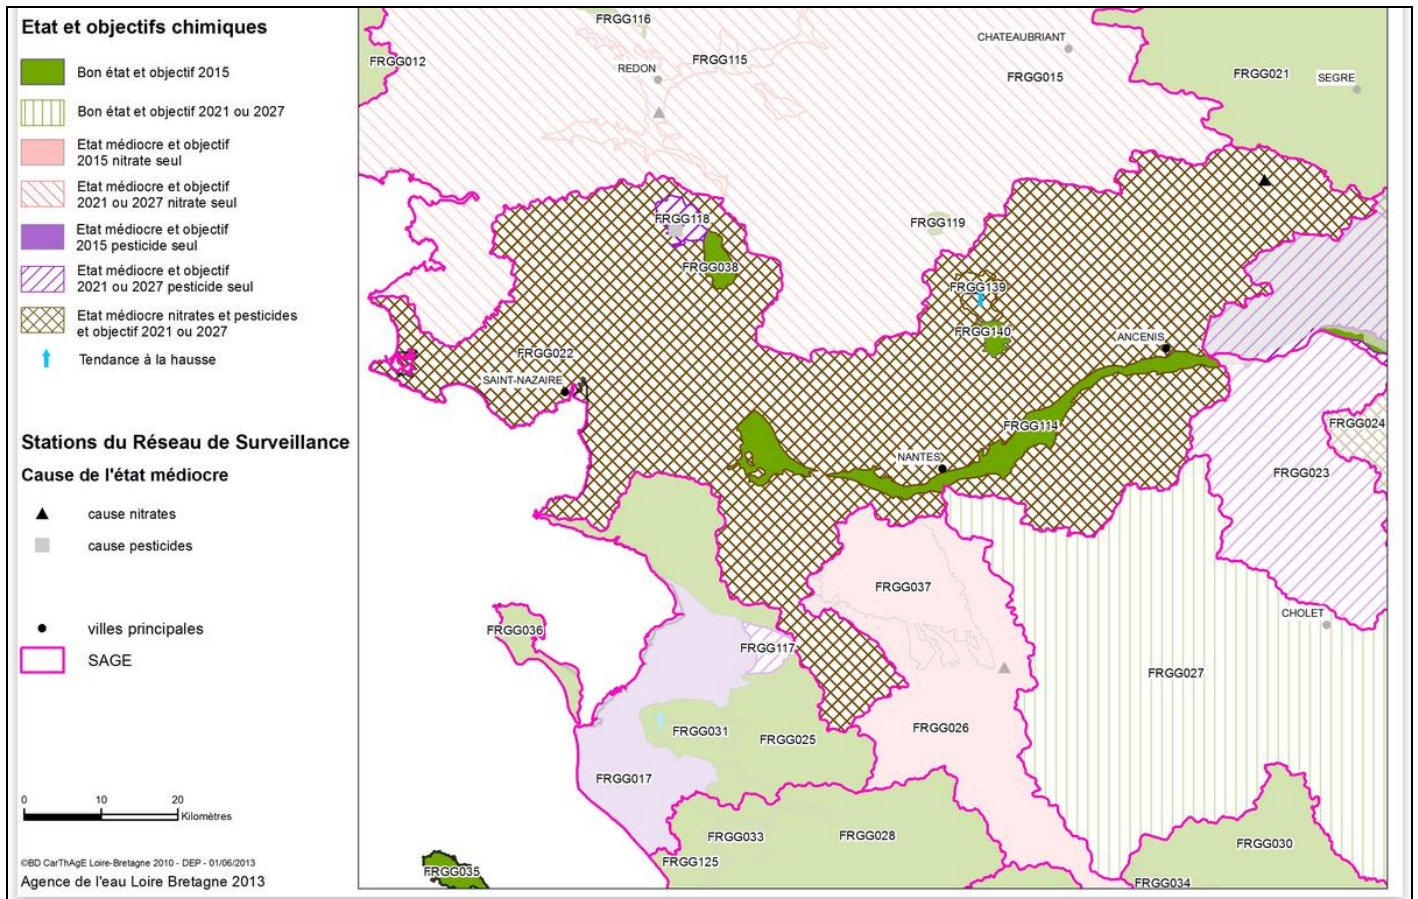 Etat et objectifs chimiques
Bon état et objectif 2015
Bon état et objectif 2021 ou 2027
Etat médiocre et objectif
2015 nitrate seul
Etat médiocre et objectif
2021 ou 2027 nitrate seul
Etat médiocre et objectif
2015 pesticide seul
Etat médiocre et objectif
2021 ou 2027 pesticide seul
Etat médiocre nitrates et pesticides
et objectif 2021 ou 2027
Tendance à la hausse
Stations du Réseau de Surveillance
Cause de l'état médiocre
cause nitrates
cause pesticides
villes principales
SAGE
0 10 20
Kilomètres
©BD CarThAgE Loire-Bretagne 2010 - DEP - 01/06/2013
Agence de l'eau Loire Bretagne 2013
FRGG116
CHATEAUBRIANT
FRGG012
REDON
FRGG115
FRGG015
FRGG021
SEGRE
FRGG118
FRGG119
FRGG038
FRGG139
FRGG140
ANCENIS
FRGG022
SAINT-NAZAIRE
FRGG114
FRGG024
NANTES
FRGG023
FRGG037
CHOLET
FRGG036
FRGG117
FRGG027
FRGG031
FRGG025
FRGG026
FRGG017
FRGG033
FRGG028
FRGG030
FRGG125
FRGG035
FRGG034